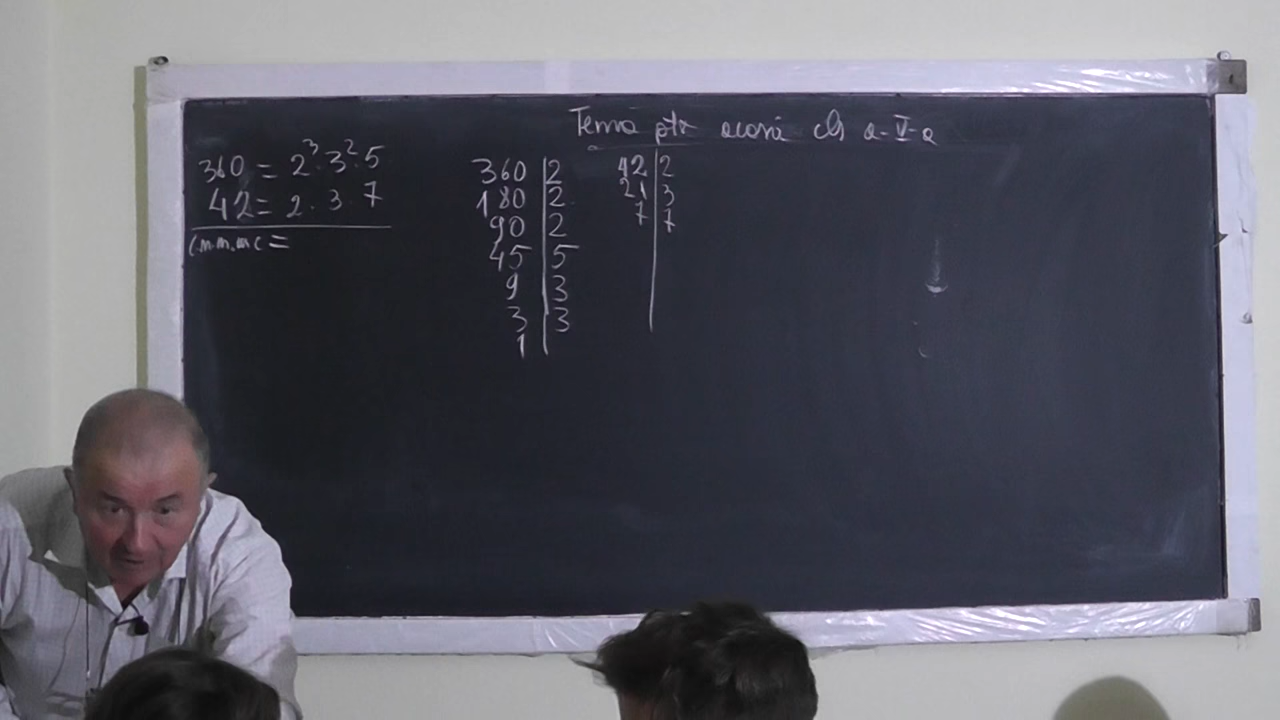 Tema ptr acasă cls a-V-a
360 = 2³·3²·5
42 = 2·3·7
c.m.m.m.c =
360 | 2
180 | 2
90 | 2
45 | 5
9 | 3
3 | 3
1 |
42 | 2
21 | 3
7 | 7